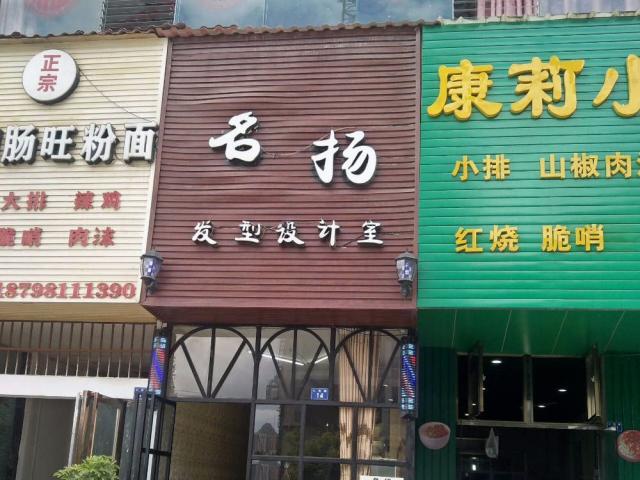 正宗
肠旺粉面
大排 辣鸡
脆哨 肉沫
18798111390
名扬
发型设计室
14
康莉小
小排 山椒肉
红烧 脆哨